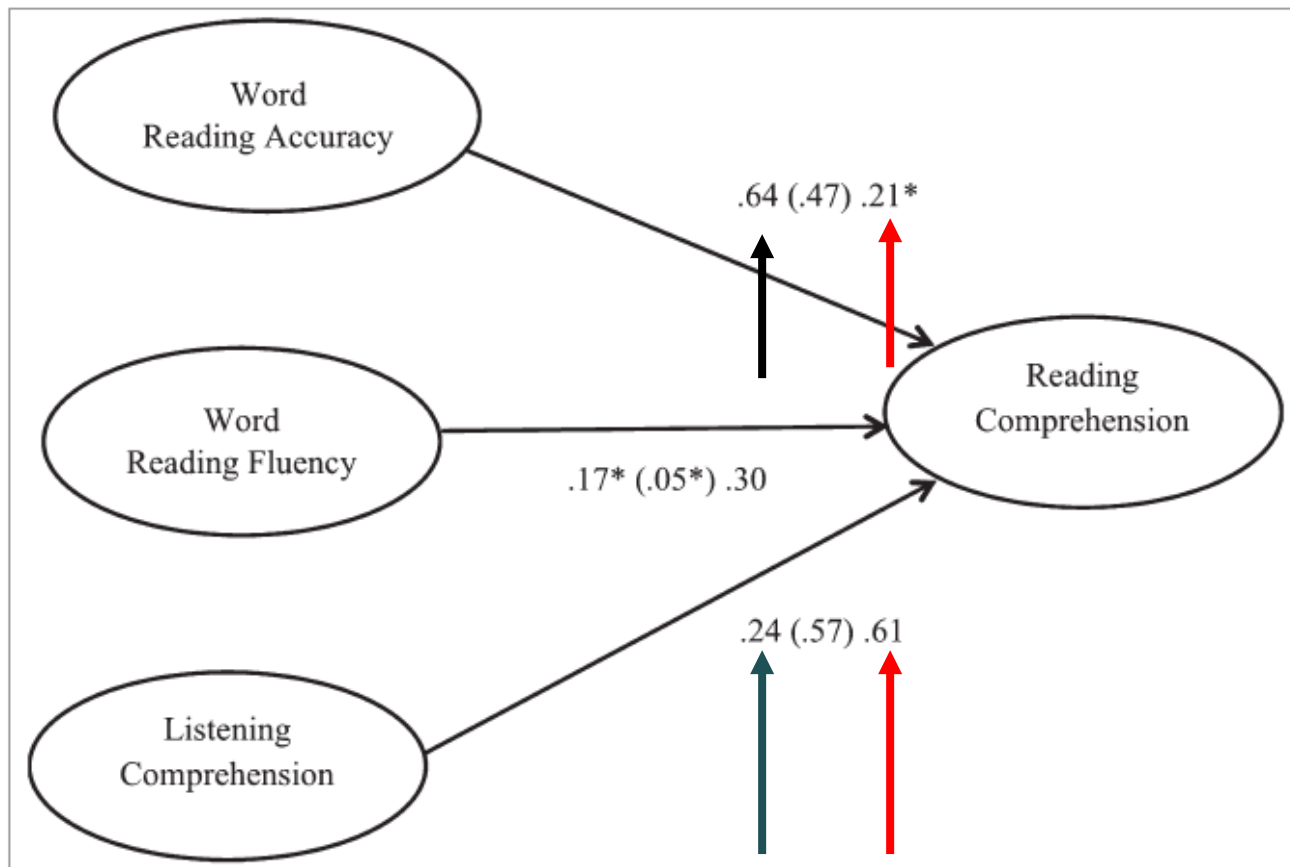 Word
Reading Accuracy
.64 (.47) .21*
Reading
Comprehension
Word
Reading Fluency
.17* (.05*) .30
.24 (.57) .61
Listening
Comprehension